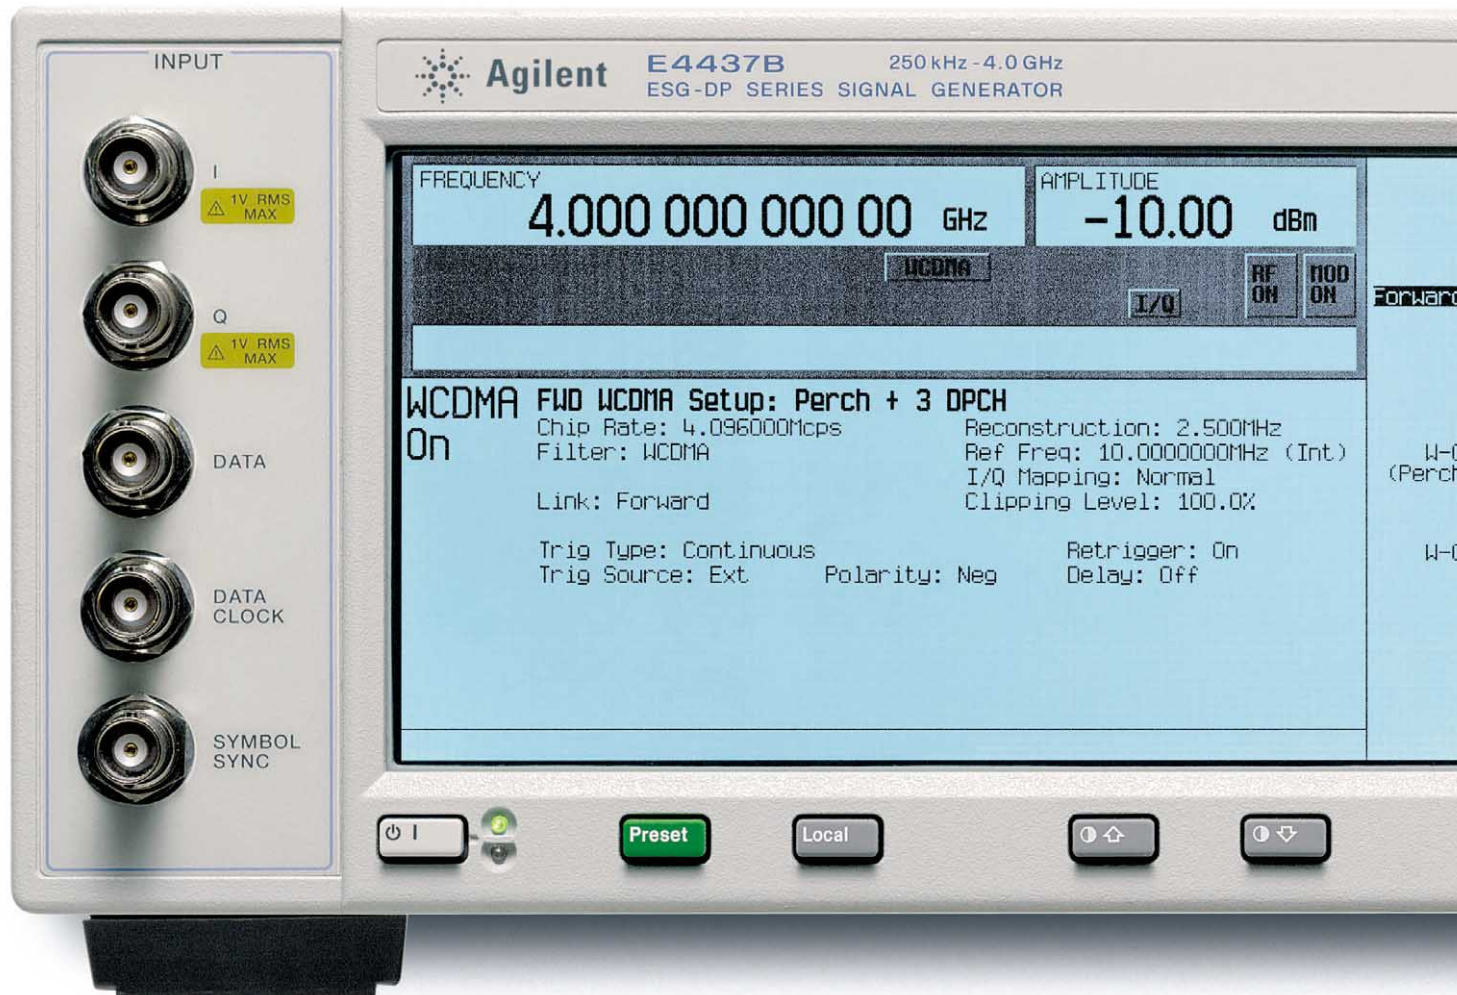 INPUT
I
1V RMS
MAX
Q
1V RMS
MAX
DATA
DATA
CLOCK
SYMBOL
SYNC
Agilent
E4437B
250 kHz - 4.0 GHz
ESG-DP SERIES SIGNAL GENERATOR
FREQUENCY
4.000 000 000 00 GHz
AMPLITUDE
-10.00 dBm
WCDMA
I/Q
RF
ON
MOD
ON
Forward
WCDMA
On
FWD WCDMA Setup: Perch + 3 DPCH
Chip Rate: 4.096000Mcps
Reconstruction: 2.500MHz
Filter: WCDMA
Ref Freq: 10.0000000MHz (Int)
I/Q Mapping: Normal
Link: Forward
Clipping Level: 100.0%
Trig Type: Continuous
Retrigger: On
Trig Source: Ext
Polarity: Neg
Delay: Off
(Perch
I
Preset
Local